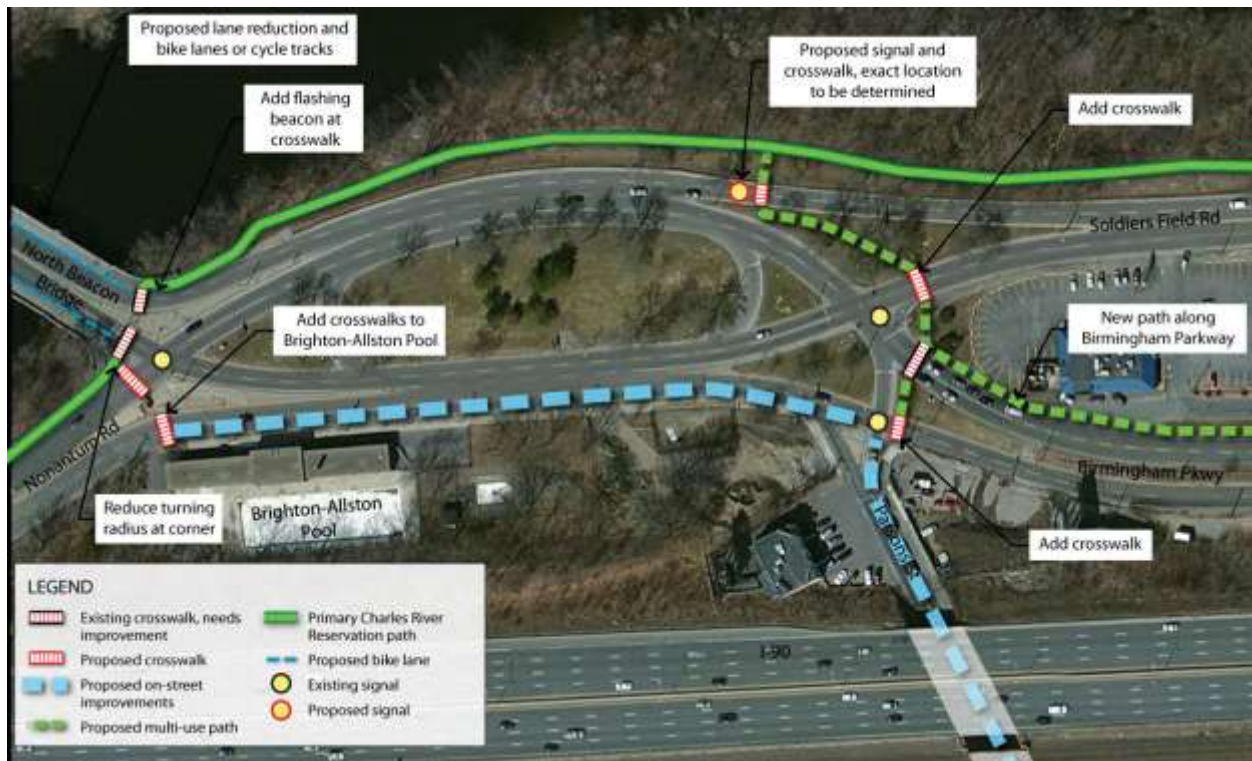 Proposed lane reduction and
bike lanes or cycle tracks
Add flashing
beacon at
crosswalk
Proposed signal and
crosswalk, exact location
to be determined
Add crosswalk
Soldiers Field Rd
North Beacon
Bridge
Add crosswalks to
Brighton-Allston Pool
New path along
Birmingham Parkway
Nonantum Rd
Birmingham Pkwy
Reduce turning
radius at corner
Brighton-Allston
Pool
Add crosswalk
I-90
LEGEND
Existing crosswalk, needs
improvement
Proposed crosswalk
Proposed on-street
improvements
Proposed multi-use path
Primary Charles River
Reservation path
Proposed bike lane
Existing signal
Proposed signal